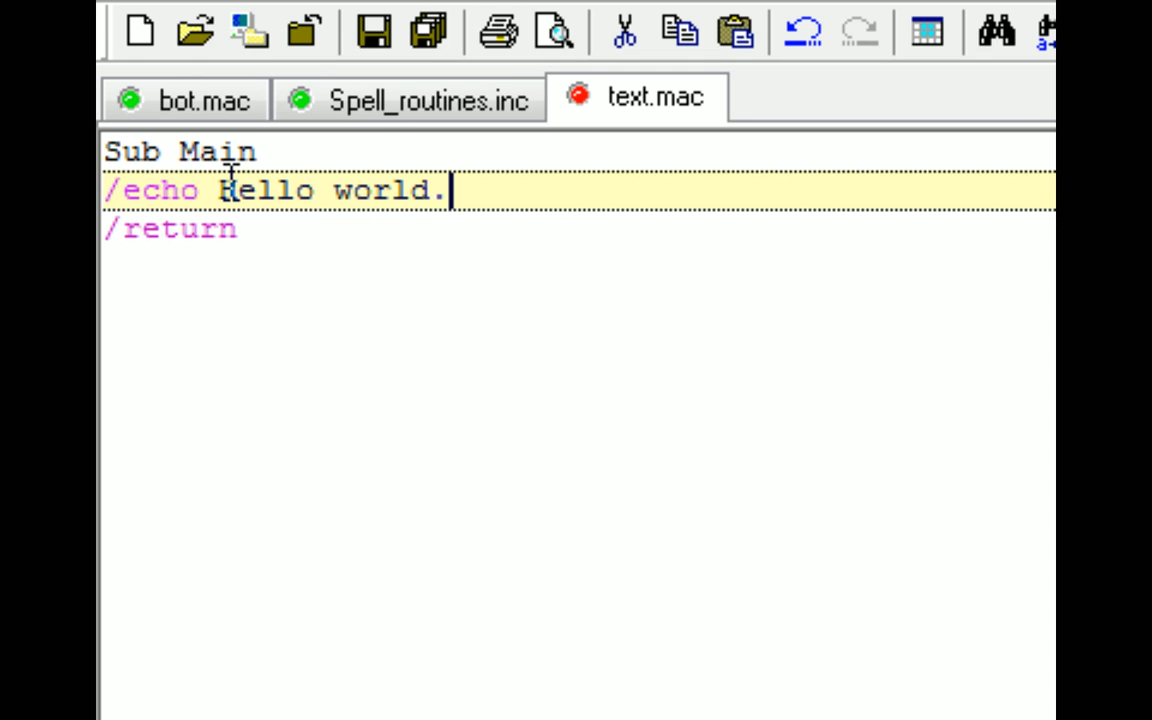 bot.mac Spell_routines.inc text.mac
Sub Main
/echo Hello world.
/return